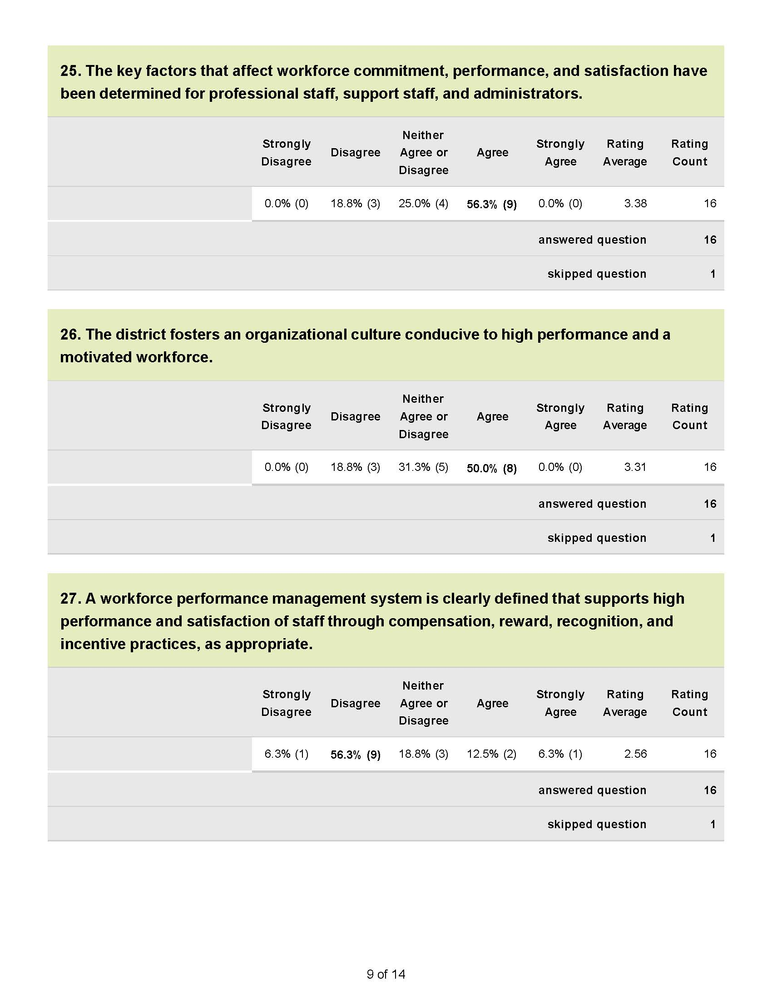 25. The key factors that affect workforce commitment, performance, and satisfaction have
been determined for professional staff, support staff, and administrators.
Strongly Disagree Disagree Neither Agree or Disagree Agree Strongly Agree Rating Average Rating Count
0.0% (0) 18.8% (3) 25.0% (4) 56.3% (9) 0.0% (0) 3.38 16
answered question 16
skipped question 1
26. The district fosters an organizational culture conducive to high performance and a
motivated workforce.
Strongly Disagree Disagree Neither Agree or Disagree Agree Strongly Agree Rating Average Rating Count
0.0% (0) 18.8% (3) 31.3% (5) 50.0% (8) 0.0% (0) 3.31 16
answered question 16
skipped question 1
27. A workforce performance management system is clearly defined that supports high
performance and satisfaction of staff through compensation, reward, recognition, and
incentive practices, as appropriate.
Strongly Disagree Disagree Neither Agree or Disagree Agree Strongly Agree Rating Average Rating Count
6.3% (1) 56.3% (9) 18.8% (3) 12.5% (2) 6.3% (1) 2.56 16
answered question 16
skipped question 1
9 of 14